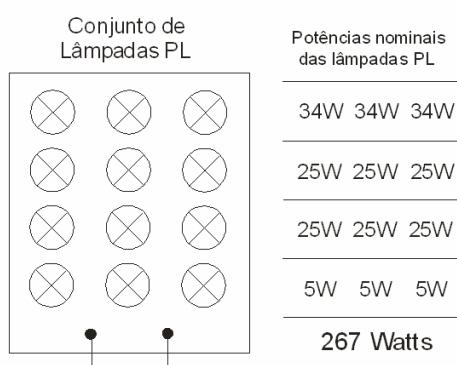 Conjunto de
Lâmpadas PL
Potências nominais
das lâmpadas PL
34W 34W 34W
25W 25W 25W
25W 25W 25W
5W 5W 5W
267 Watts